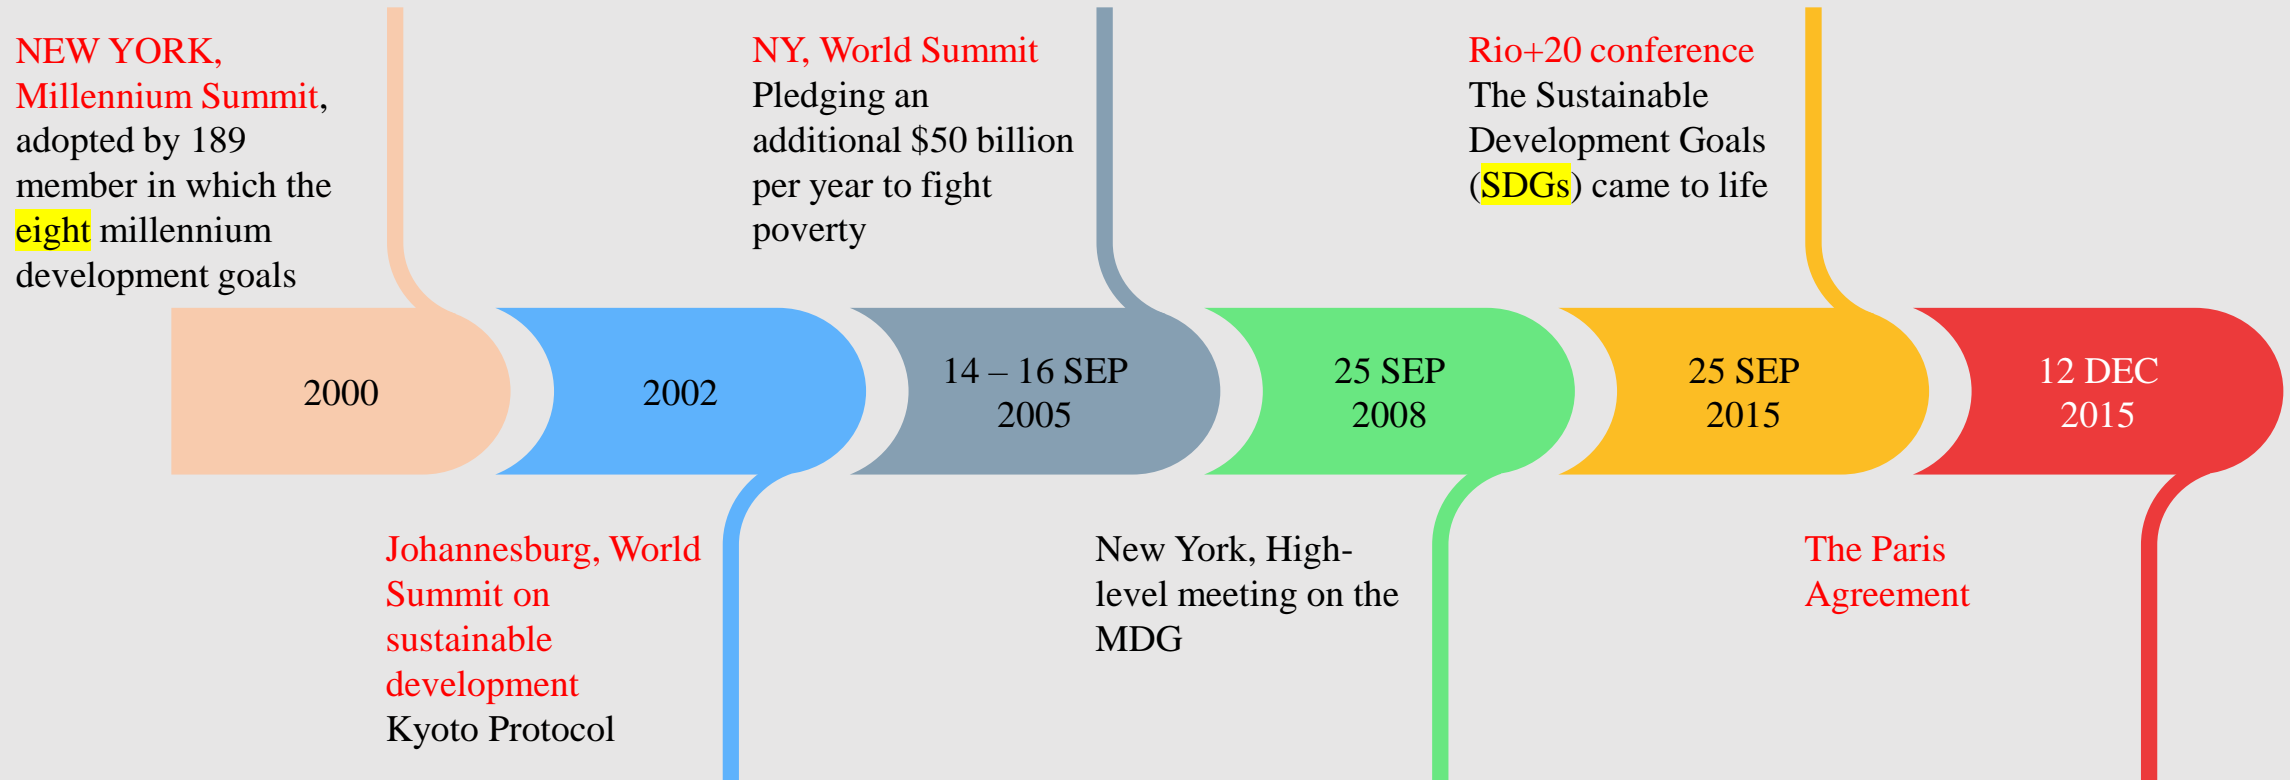 NEW YORK,
Millennium Summit,
adopted by 189
member in which the
eight millennium
development goals
2000
Johannesburg, World
Summit on
sustainable
development
Kyoto Protocol
2002
NY, World Summit
Pledging an
additional $50 billion
per year to fight
poverty
14 – 16 SEP
2005
New York, High-
level meeting on the
MDG
25 SEP
2008
Rio+20 conference
The Sustainable
Development Goals
(SDGs) came to life
25 SEP
2015
The Paris
Agreement
12 DEC
2015